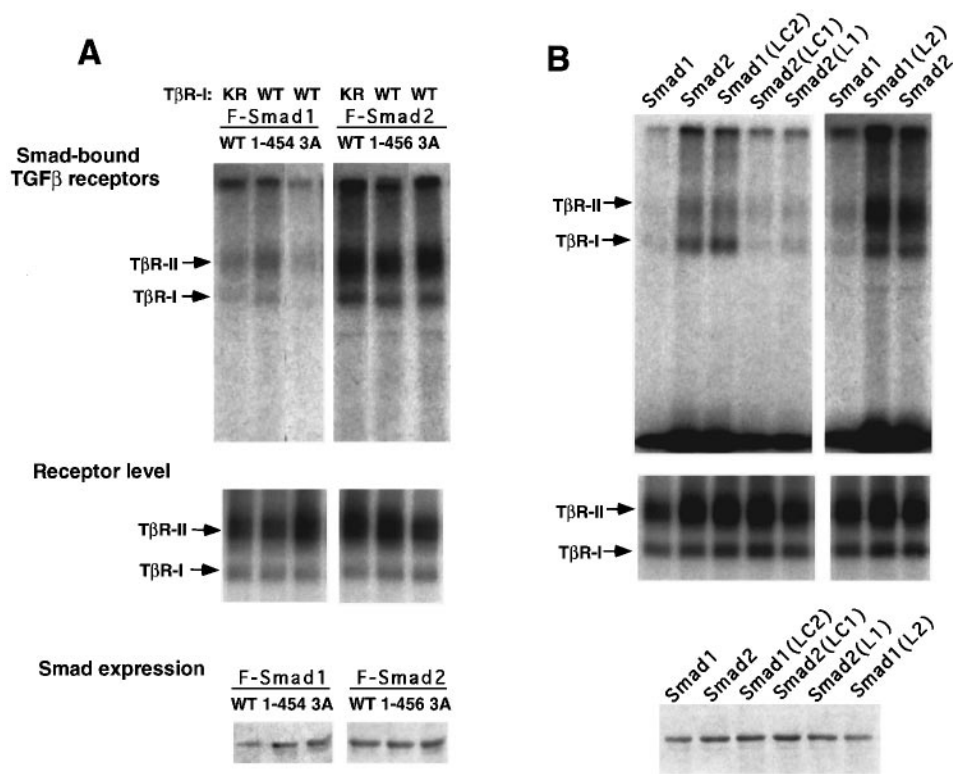 A
TβR-I: KR WT WT KR WT WT
F-Smad1 F-Smad2
WT 1-454 3A WT 1-456 3A
Smad-bound
TGFβ receptors
TβR-II
TβR-I
Receptor level
TβR-II
TβR-I
Smad expression
F-Smad1 F-Smad2
WT 1-454 3A WT 1-456 3A
B
Smad1 Smad2 Smad1(LC2) Smad2(LC1) Smad2(L1) Smad1 Smad1(L2) Smad2
TβR-II
TβR-I
TβR-II
TβR-I
Smad1 Smad2 Smad1(LC2) Smad2(LC1) Smad2(L1) Smad1(L2)